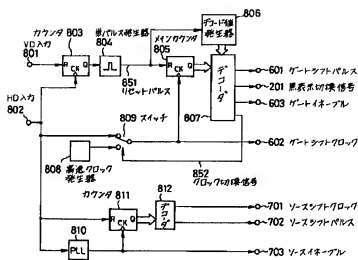 デコード値
発生器
806
カウンタ
803
単パルス発生器
804
メインカウンタ
805
VD入力
801
R Q
CK
851
リセットパルス
R Q
CK
デコーダ
807
601 ゲートシフトパルス
201 黒表示切換信号
603 ゲートイネーブル
HD入力
802
809 スイッチ
602 ゲートシフトクロック
808
高速クロック
発生器
852
クロック切換信号
カウンタ 811
812
R Q
CK
デコーダ
701 ソースシフトクロック
702 ソースシフトパルス
810
PLL
703 ソースイネーブル